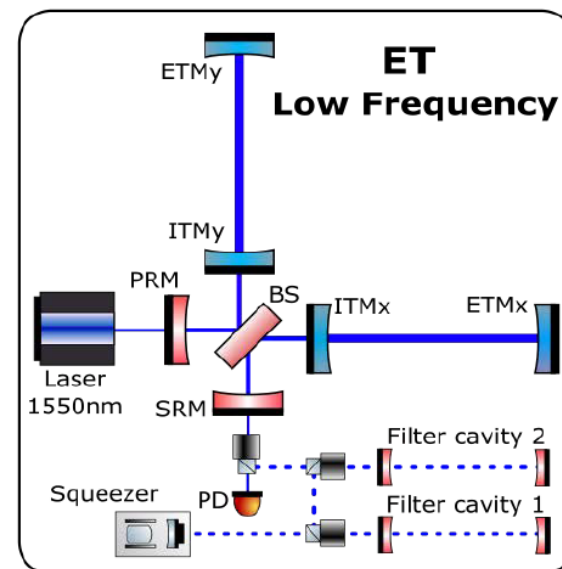 ETMy
ET
Low Frequency
ITMy
PRM
BS
ITMx
ETMx
Laser
1550nm
SRM
Filter cavity 2
Squeezer
PD
Filter cavity 1